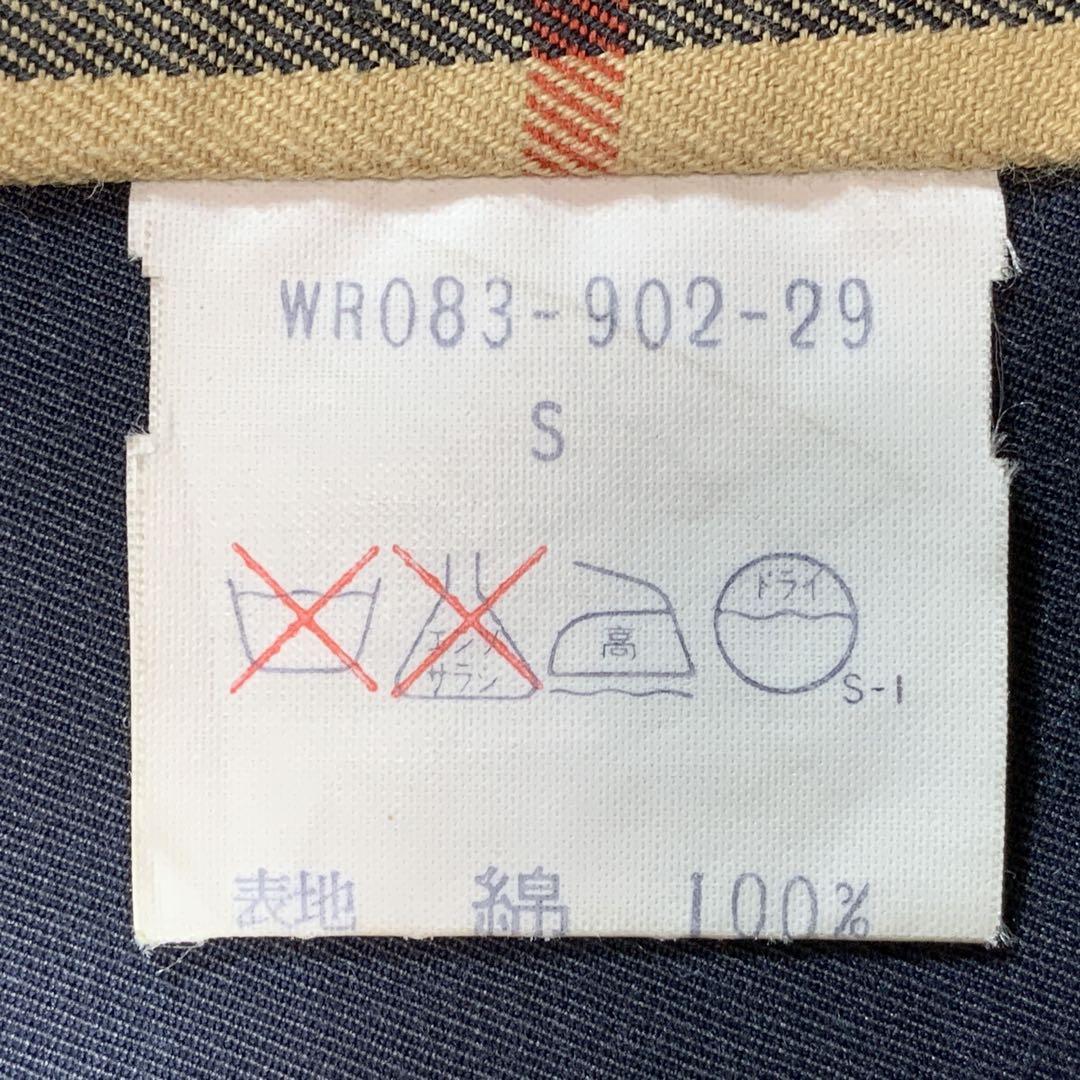 WR083-902-29
S
エンソ
サラシ
高
ドライ
S-1
表地 綿 100%